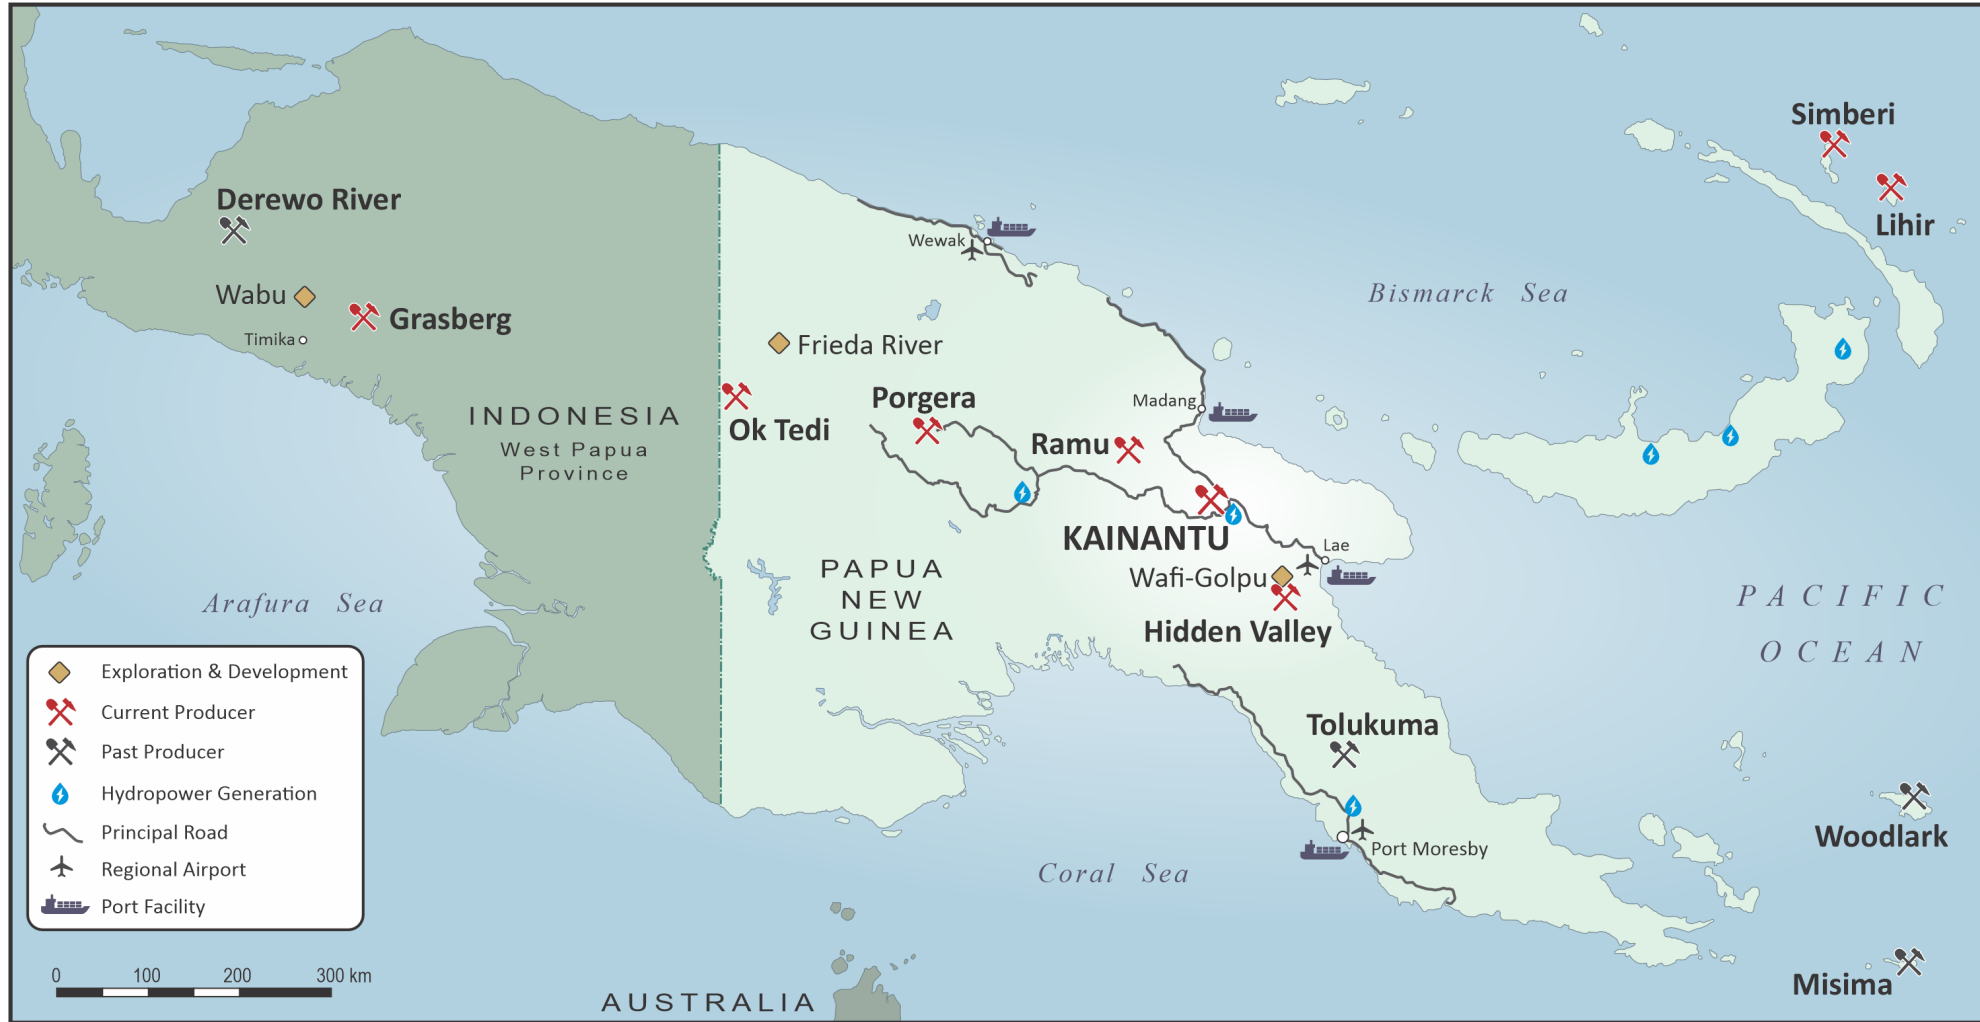 Simberi
Lihir
Derewo River
Wabu
Grasberg
Timika
Wewak
Bismarck Sea
Frieda River
INDONESIA
West Papua
Province
Ok Tedi
Porgera
Madang
Ramu
KAINANTU
Lae
Wafi-Golpu
Hidden Valley
PAPUA
NEW
GUINEA
Arafura Sea
PACIFIC
OCEAN
Tolukuma
Port Moresby
Woodlark
Coral Sea
Misima
AUSTRALIA
Exploration & Development
Current Producer
Past Producer
Hydropower Generation
Principal Road
Regional Airport
Port Facility
0 100 200 300 km